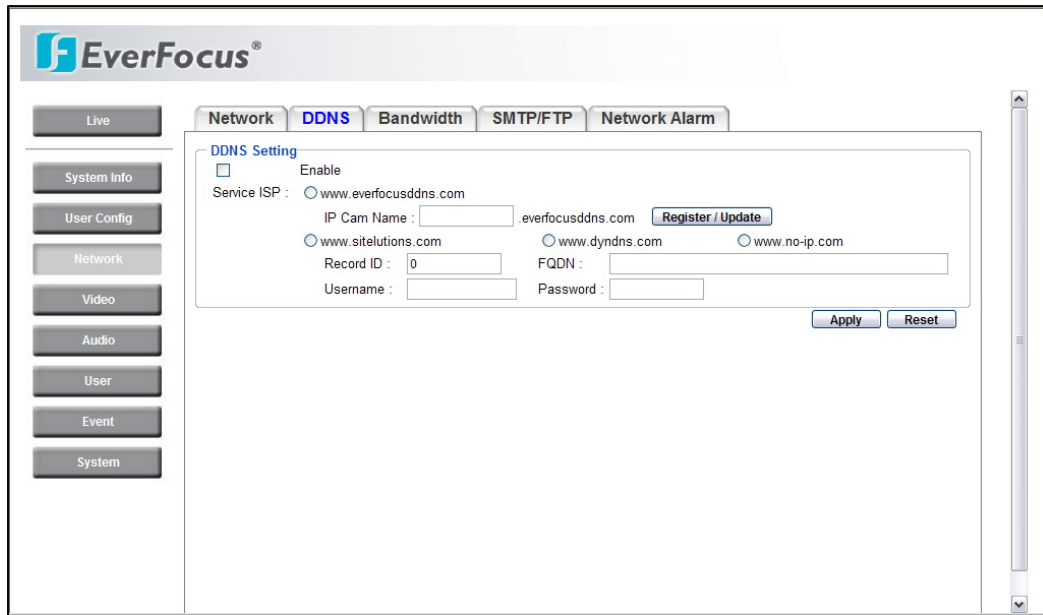 EverFocus®
Live
System Info
User Config
Network
Video
Audio
User
Event
System
Network DDNS Bandwidth SMTP/FTP Network Alarm
DDNS Setting
Enable
Service ISP : www.everfocusddns.com
IP Cam Name : .everfocusddns.com Register / Update
www.sitelutions.com www.dyndns.com www.no-ip.com
Record ID : 0 FQDN :
Username : Password :
Apply Reset